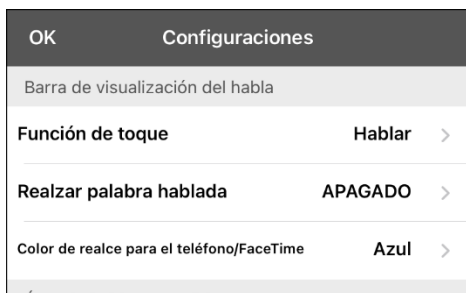 OK Configuraciones
Barra de visualización del habla
Función de toque Hablar
Realzar palabra hablada APAGADO
Color de realce para el teléfono/FaceTime Azul